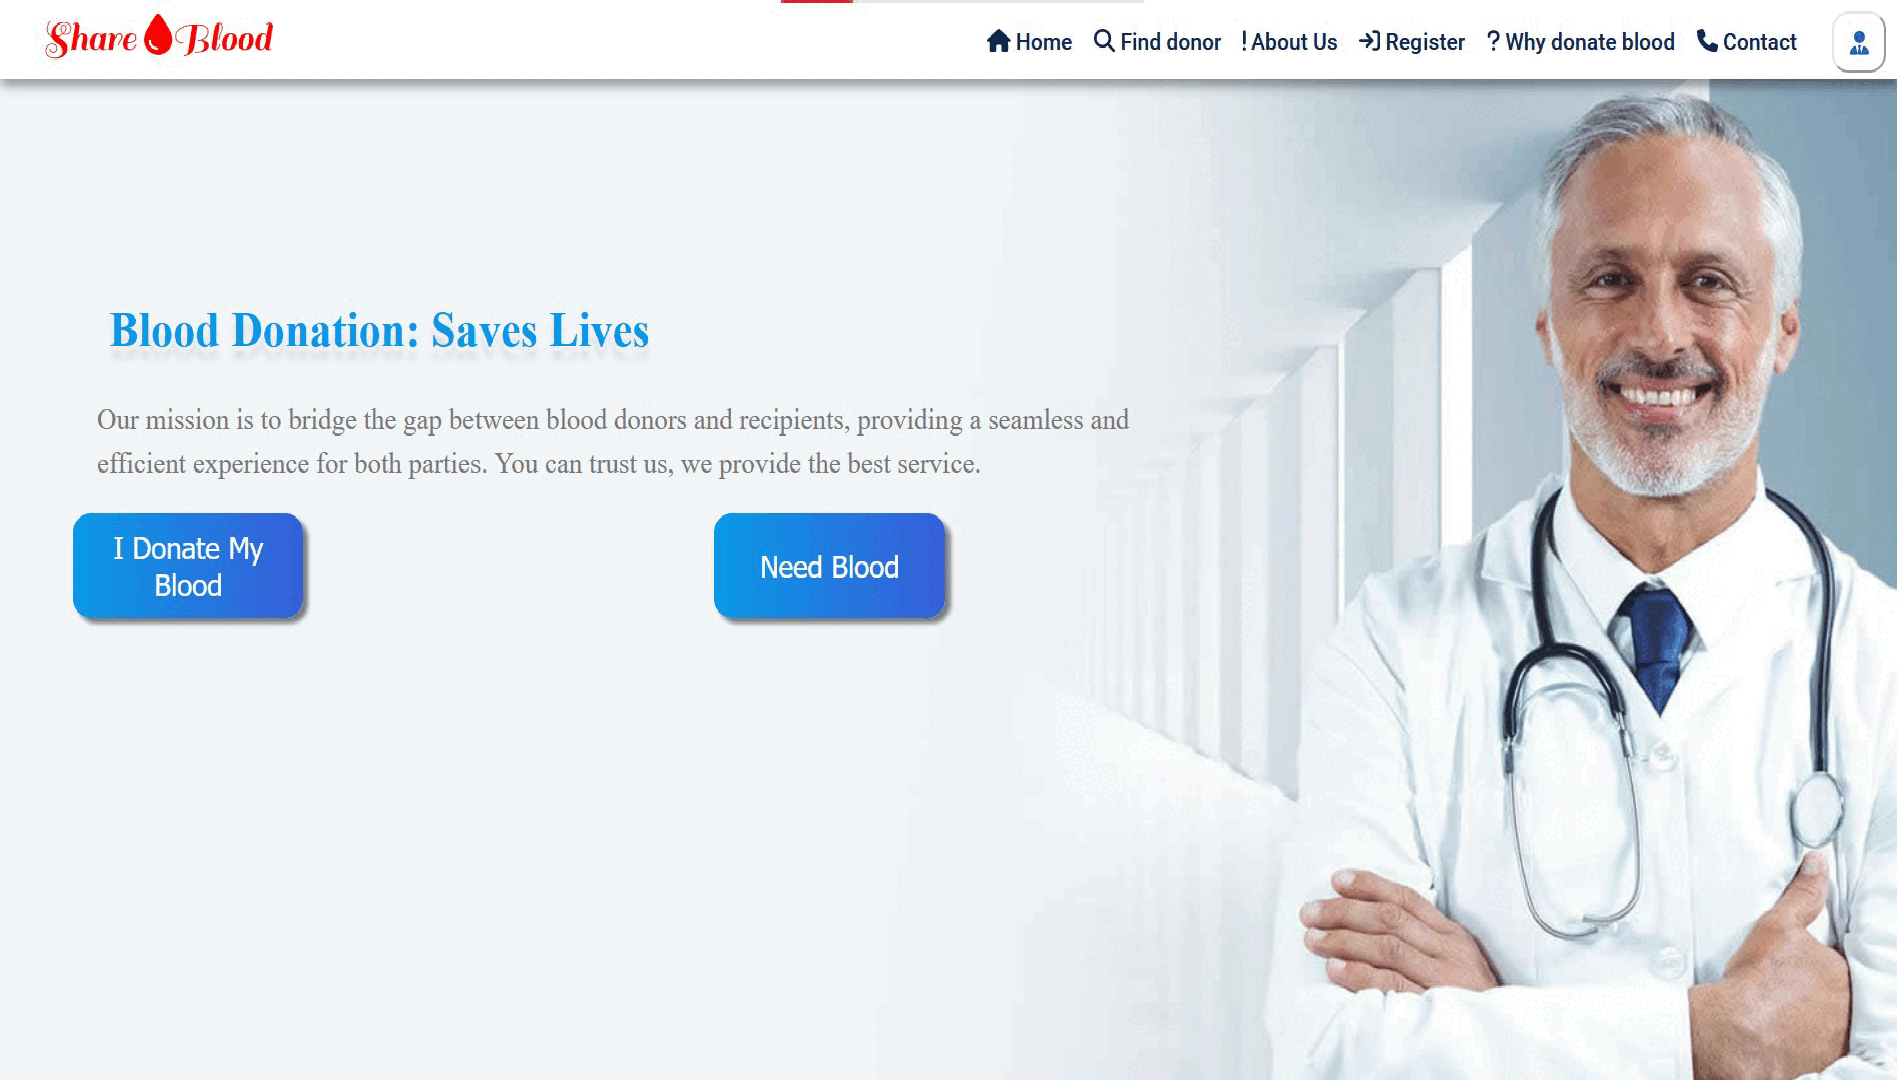 Share Blood
Home Find donor About Us Register Why donate blood Contact
Blood Donation: Saves Lives
Our mission is to bridge the gap between blood donors and recipients, providing a seamless and
efficient experience for both parties. You can trust us, we provide the best service.
I Donate My
Blood
Need Blood